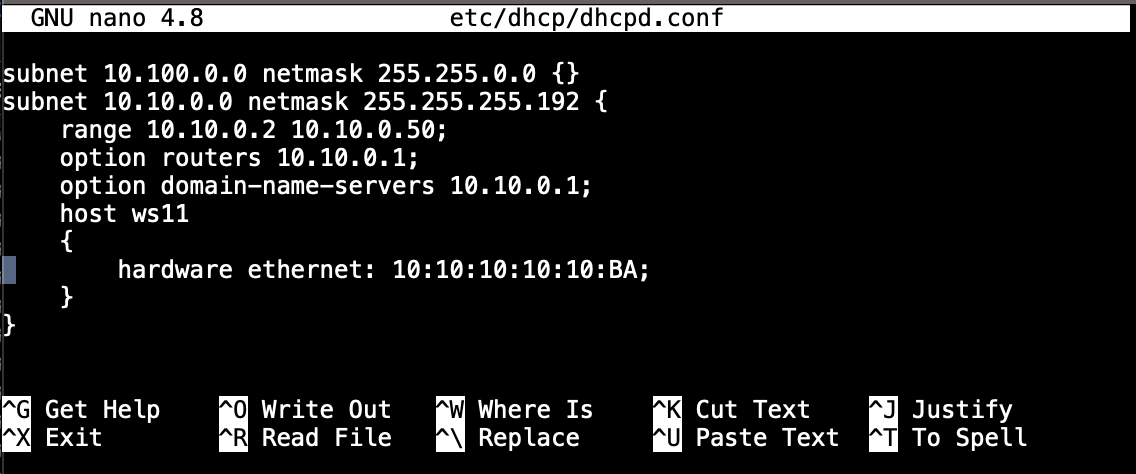 GNU nano 4.8 etc/dhcp/dhcpd.conf
subnet 10.100.0.0 netmask 255.255.0.0 {}
subnet 10.10.0.0 netmask 255.255.255.192 {
    range 10.10.0.2 10.10.0.50;
    option routers 10.10.0.1;
    option domain-name-servers 10.10.0.1;
    host ws11
    {
        hardware ethernet: 10:10:10:10:10:BA;
    }
}
^G Get Help ^O Write Out ^W Where Is ^K Cut Text ^J Justify
^X Exit ^R Read File ^\ Replace ^U Paste Text ^T To Spell